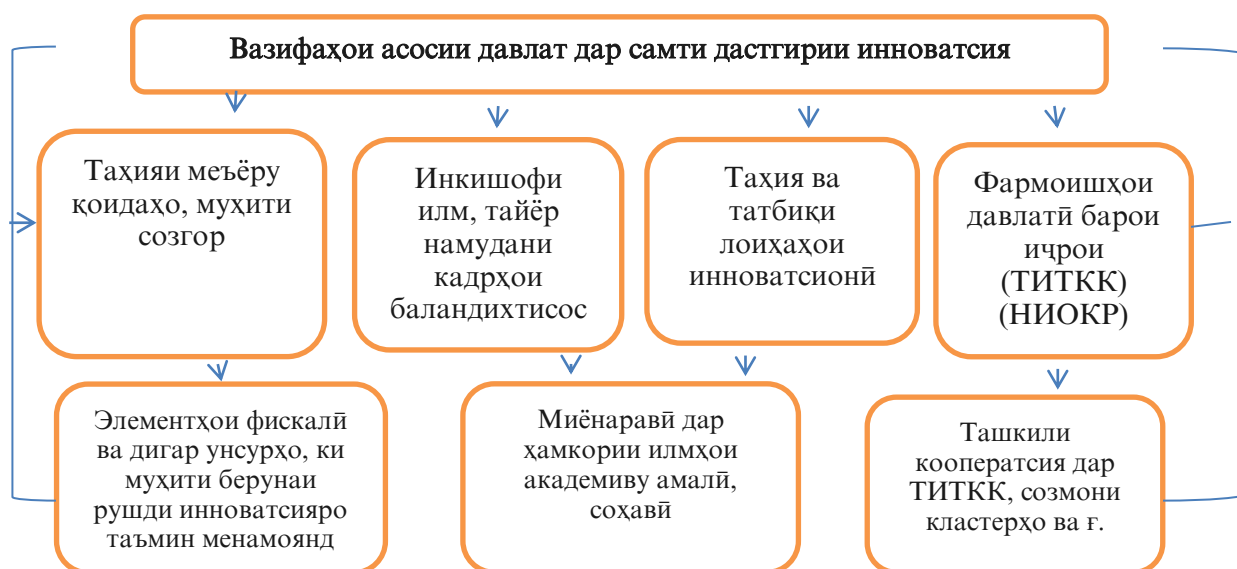 Вазифаҳои асосии давлат дар самти дастгирии инноватсия
Таҳияи меъёру
қоидаҳо, муҳити
созгор
Инкишофи
илм, тайёр
намудани
кадрҳои
баландихтисос
Таҳия ва
татбиқи
лоиҳаҳои
инноватсионӣ
Фармоишҳои
давлатӣ барои
иҷрои
(ТИТКК)
(НИОКР)
Элементҳои фискалӣ
ва дигар унсурҳо, ки
муҳити берунаи
рушди инноватсияро
таъмин менамоянд
Миёнаравӣ дар
ҳамкории илмҳои
академиву амалӣ,
соҳавӣ
Ташкили
кооператсия дар
ТИТКК, созмони
кластерҳо ва ғ.